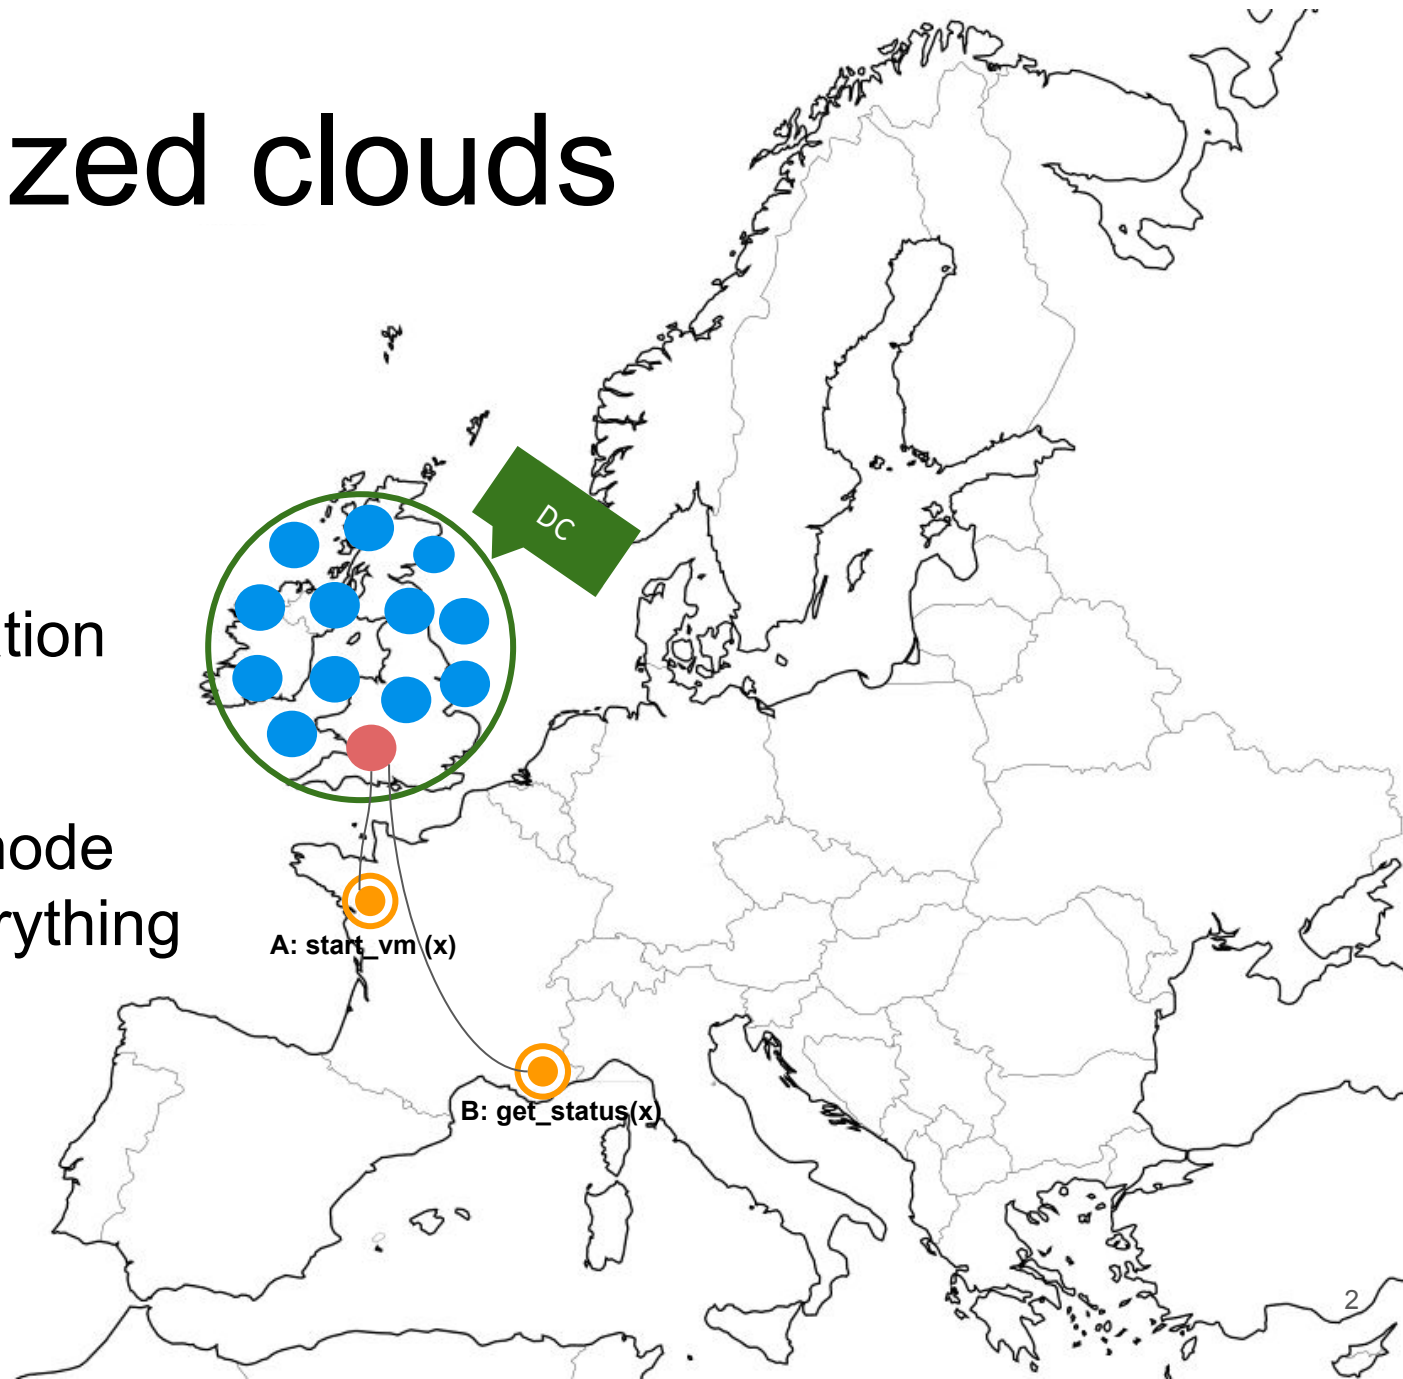 zed clouds
DC
tion
node
rything
A: start_vm (x)
B: get_status(x)
2